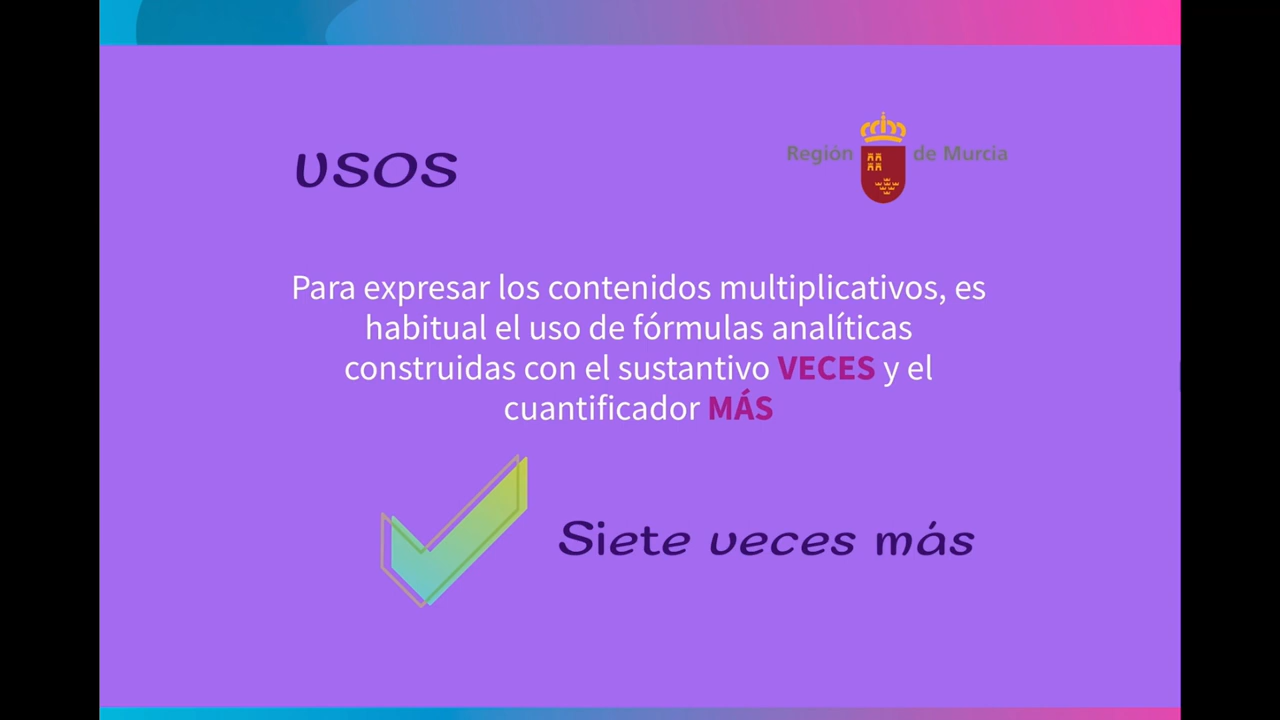 USOS
Región de Murcia
Para expresar los contenidos multiplicativos, es
habitual el uso de fórmulas analíticas
construidas con el sustantivo VECES y el
cuantificador MÁS
Siete veces más